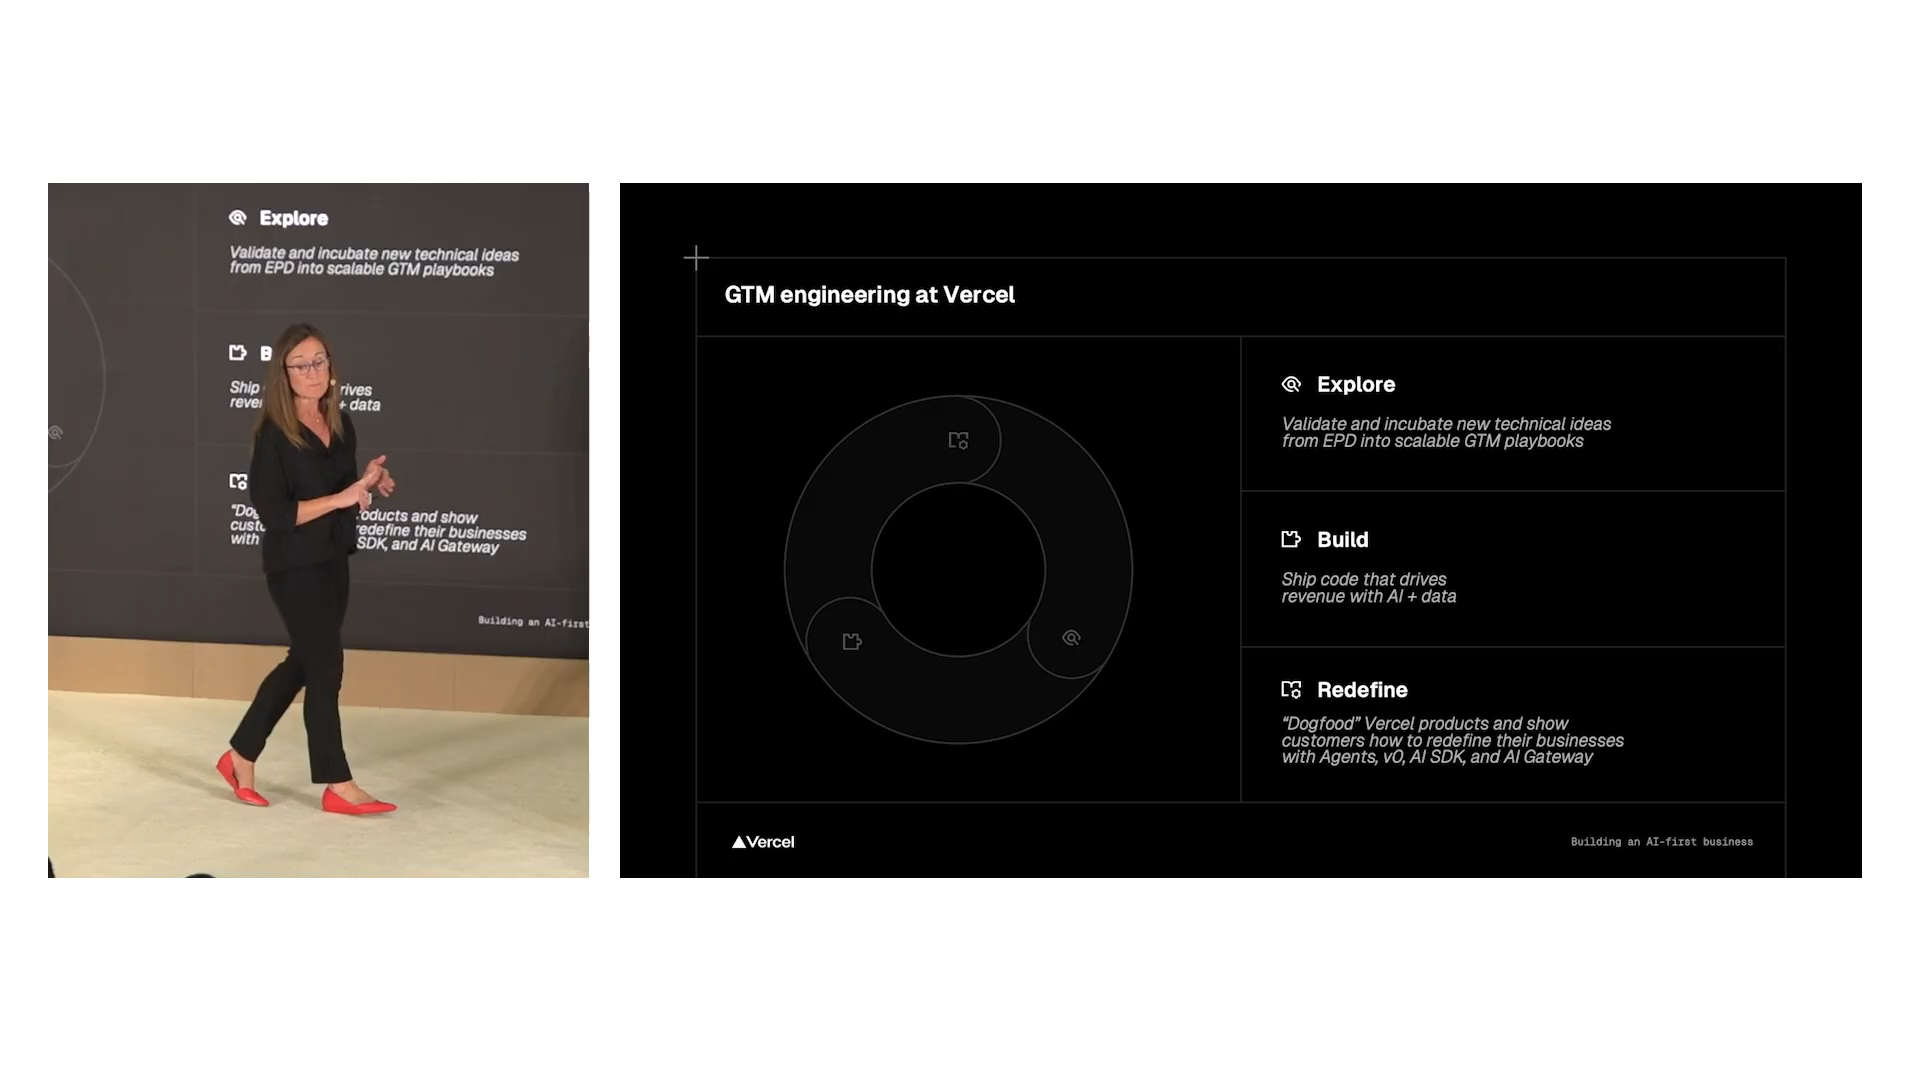 Explore
Validate and incubate new technical ideas
from EPD into scalable GTM playbooks
B
Ship rives
reve + data
"Dog oducts and show
custo edefine their businesses
with SDK, and AI Gateway
Building an AI-first
GTM engineering at Vercel
Explore
Validate and incubate new technical ideas
from EPD into scalable GTM playbooks
Build
Ship code that drives
revenue with AI + data
Redefine
“Dogfood” Vercel products and show
customers how to redefine their businesses
with Agents, v0, AI SDK, and AI Gateway
Vercel
Building an AI-first business